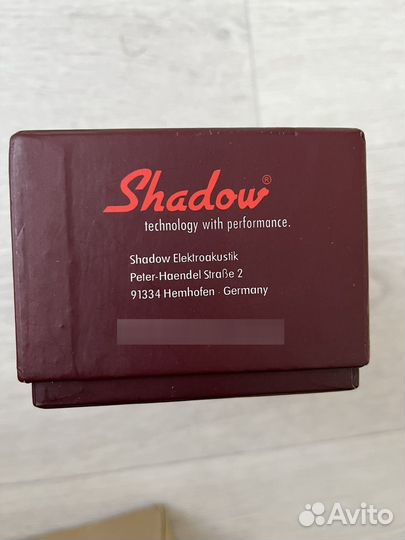 Shadow®
technology with performance.
Shadow Elektroakustik
Peter-Haendel Straße 2
91334 Hemhofen · Germany
Avito